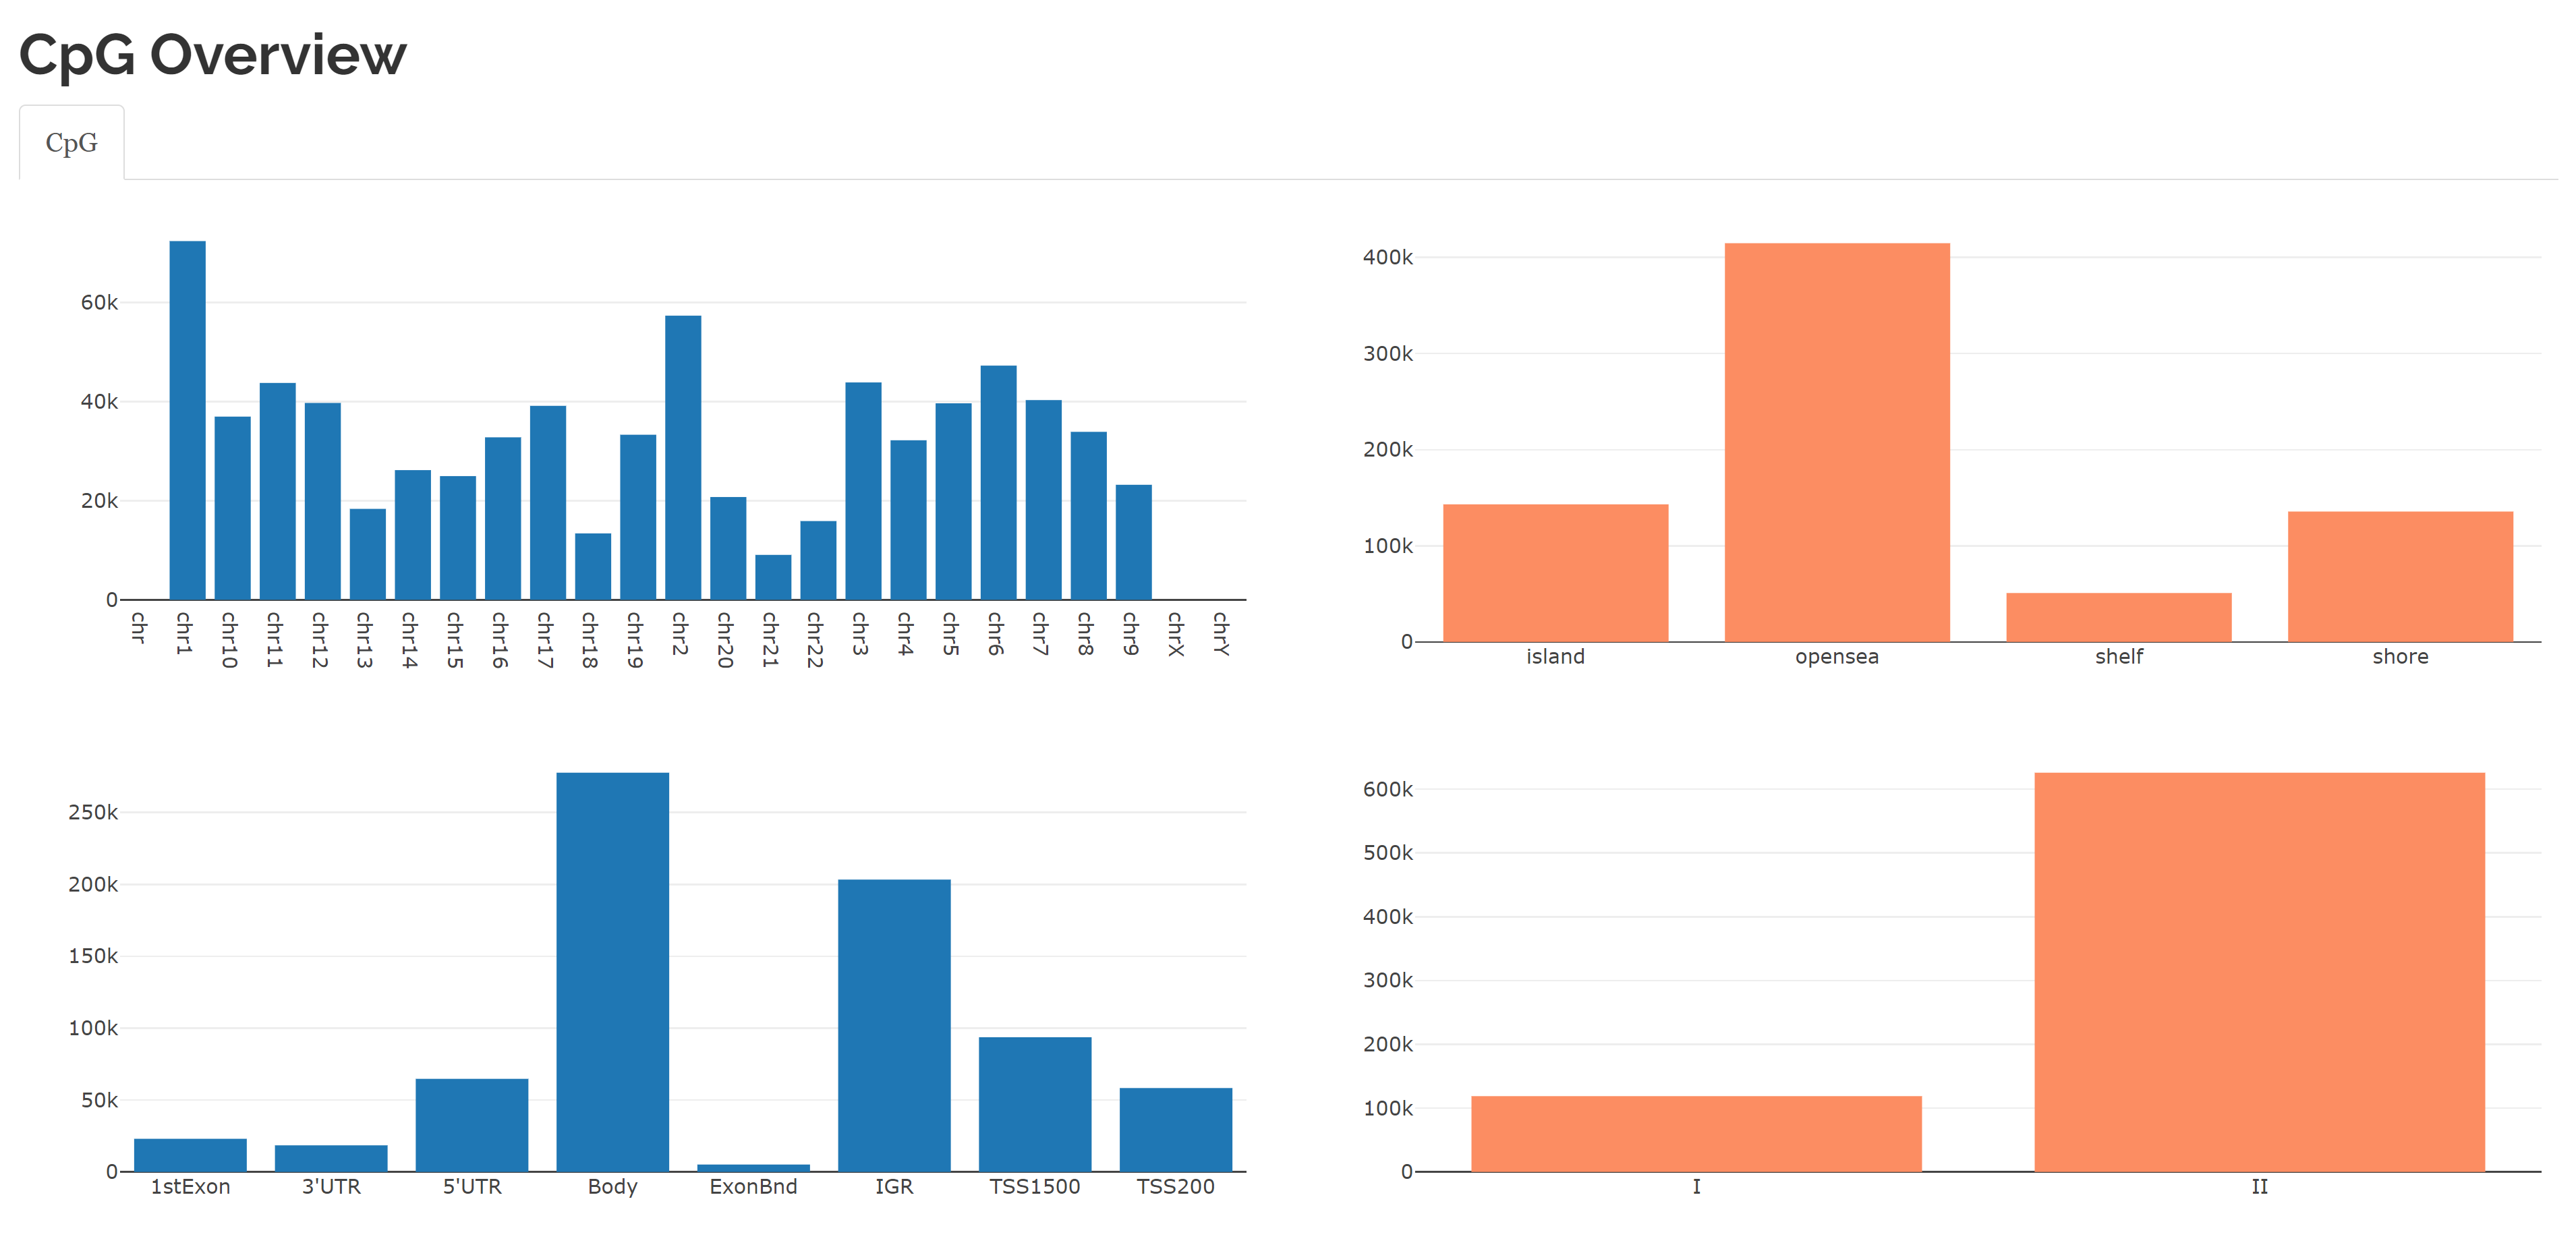 CpG Overview
CpG
60k
40k
20k
0
chr chr1 chr10 chr11 chr12 chr13 chr14 chr15 chr16 chr17 chr18 chr19 chr2 chr20 chr21 chr22 chr3 chr4 chr5 chr6 chr7 chr8 chr9 chrX chrY
400k
300k
200k
100k
0
island opensea shelf shore
250k
200k
150k
100k
50k
0
1stExon 3'UTR 5'UTR Body ExonBnd IGR TSS1500 TSS200
600k
500k
400k
300k
200k
100k
0
I II